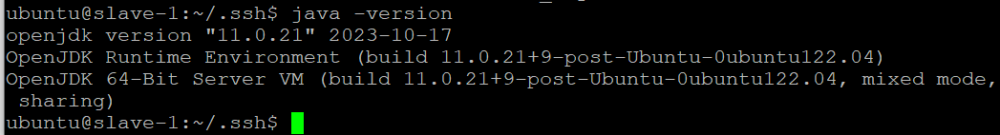 ubuntu@slave-1:~/.ssh$ java -version
openjdk version "11.0.21" 2023-10-17
OpenJDK Runtime Environment (build 11.0.21+9-post-Ubuntu-0ubuntu122.04)
OpenJDK 64-Bit Server VM (build 11.0.21+9-post-Ubuntu-0ubuntu122.04, mixed mode,
 sharing)
ubuntu@slave-1:~/.ssh$